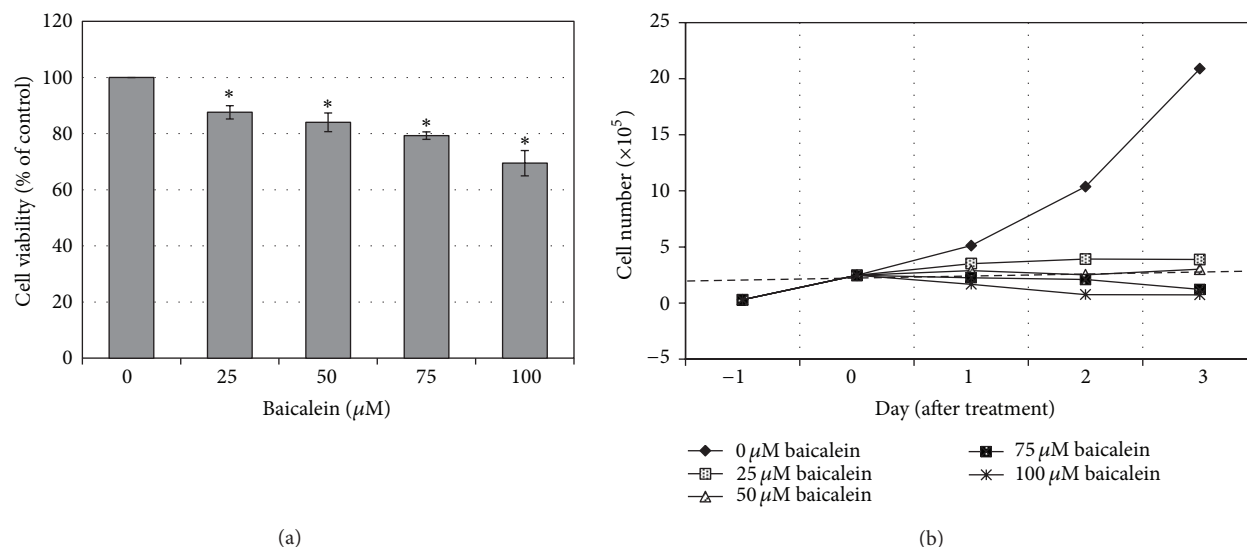 120
100
80
60
40
20
0
Cell viability (% of control)
*
*
*
*
0 25 50 75 100
Baicalein (μM)
(a)
25
20
15
10
5
0
−5
Cell number (×10⁵)
−1 0 1 2 3
Day (after treatment)
0 μM baicalein
25 μM baicalein
50 μM baicalein
75 μM baicalein
100 μM baicalein
(b)